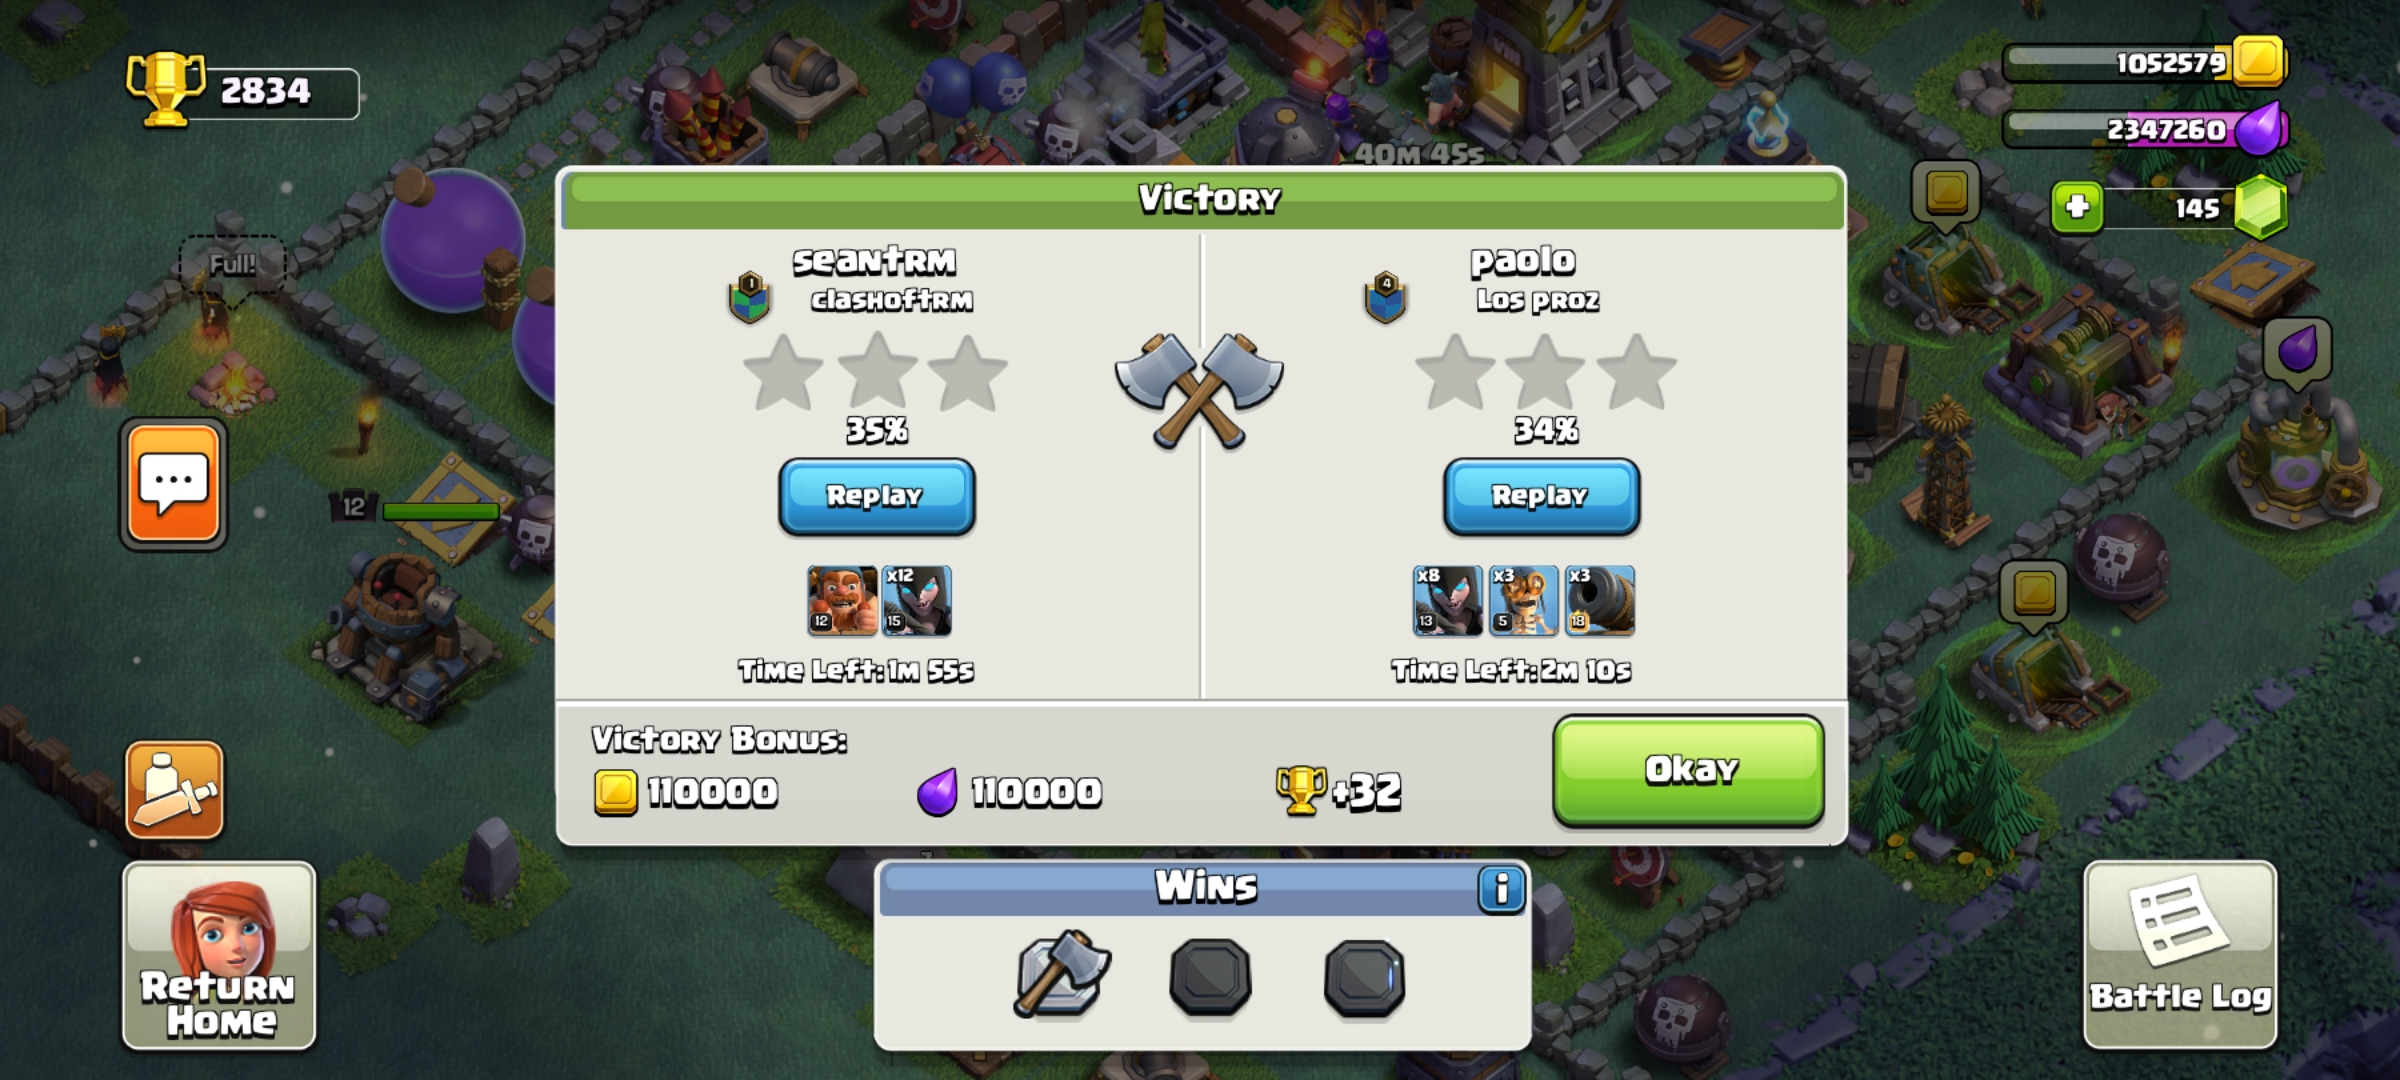 2834
1052579
2347260
145
40m 45s
Full!
12
Victory
seantrm
clashoftrm
1
35%
Replay
12
x12
15
Time Left: 1m 55s
paolo
Los proz
4
34%
Replay
x8
13
x3
5
x3
18
Time Left: 2m 10s
Victory Bonus:
110000
110000
+32
Okay
Wins
i
Return
Home
Battle Log